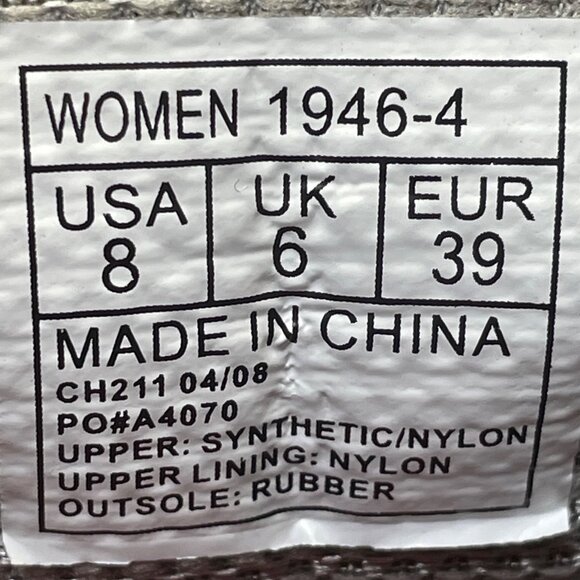 WOMEN 1946-4
USA UK EUR
8 6 39
MADE IN CHINA
CH211 04/08
PO#A4070
UPPER: SYNTHETIC/NYLON
UPPER LINING: NYLON
OUTSOLE: RUBBER